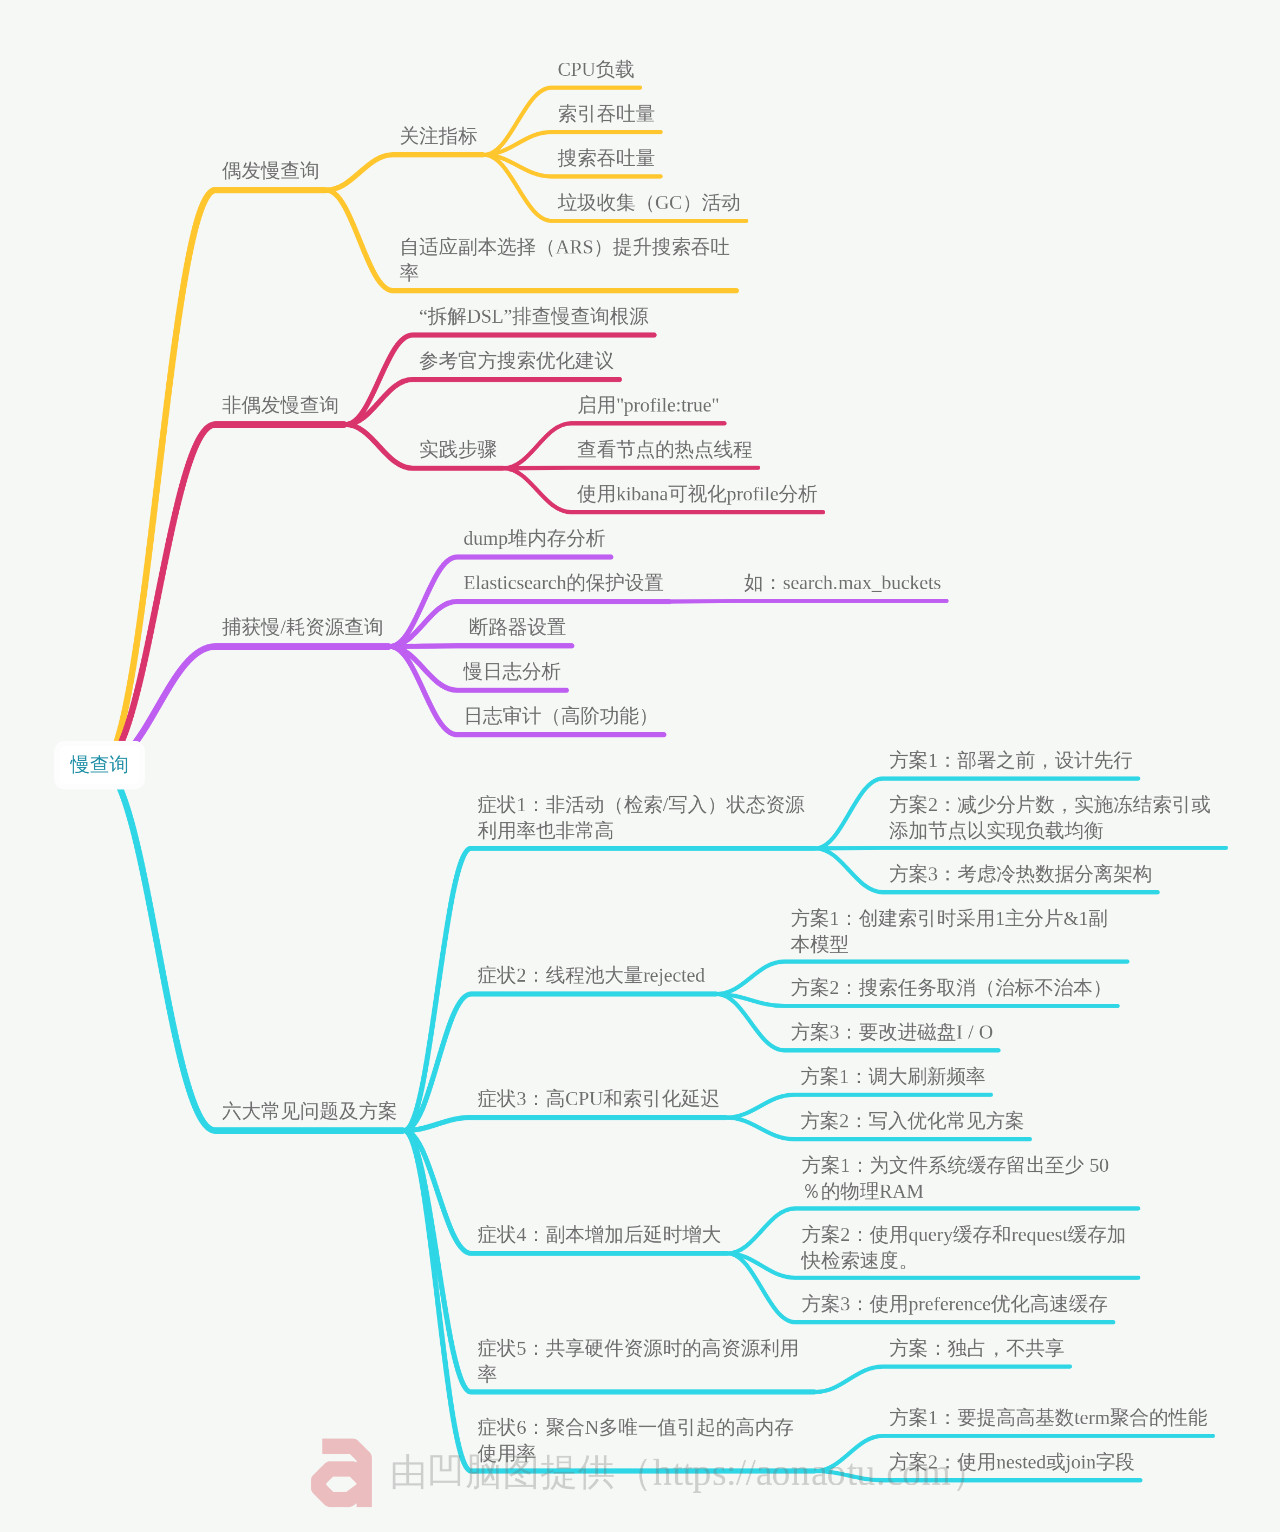 CPU负载
索引吞吐量
关注指标
搜索吞吐量
偶发慢查询
垃圾收集（GC）活动
自适应副本选择（ARS）提升搜索吞吐
率
“拆解DSL”排查慢查询根源
参考官方搜索优化建议
非偶发慢查询
启用"profile:true"
实践步骤
查看节点的热点线程
使用kibana可视化profile分析
dump堆内存分析
Elasticsearch的保护设置
如：search.max_buckets
捕获慢/耗资源查询
断路器设置
慢日志分析
日志审计（高阶功能）
慢查询
方案1：部署之前，设计先行
症状1：非活动（检索/写入）状态资源
利用率也非常高
方案2：减少分片数，实施冻结索引或
添加节点以实现负载均衡
方案3：考虑冷热数据分离架构
方案1：创建索引时采用1主分片&1副
本模型
症状2：线程池大量rejected
方案2：搜索任务取消（治标不治本）
方案3：要改进磁盘I / O
六大常见问题及方案
症状3：高CPU和索引化延迟
方案1：调大刷新频率
方案2：写入优化常见方案
方案1：为文件系统缓存留出至少 50
％的物理RAM
症状4：副本增加后延时增大
方案2：使用query缓存和request缓存加
快检索速度。
方案3：使用preference优化高速缓存
症状5：共享硬件资源时的高资源利用
率
方案：独占，不共享
症状6：聚合N多唯一值引起的高内存
使用率
方案1：要提高高基数term聚合的性能
方案2：使用nested或join字段
由凹脑图提供（https://aonaotu.com）